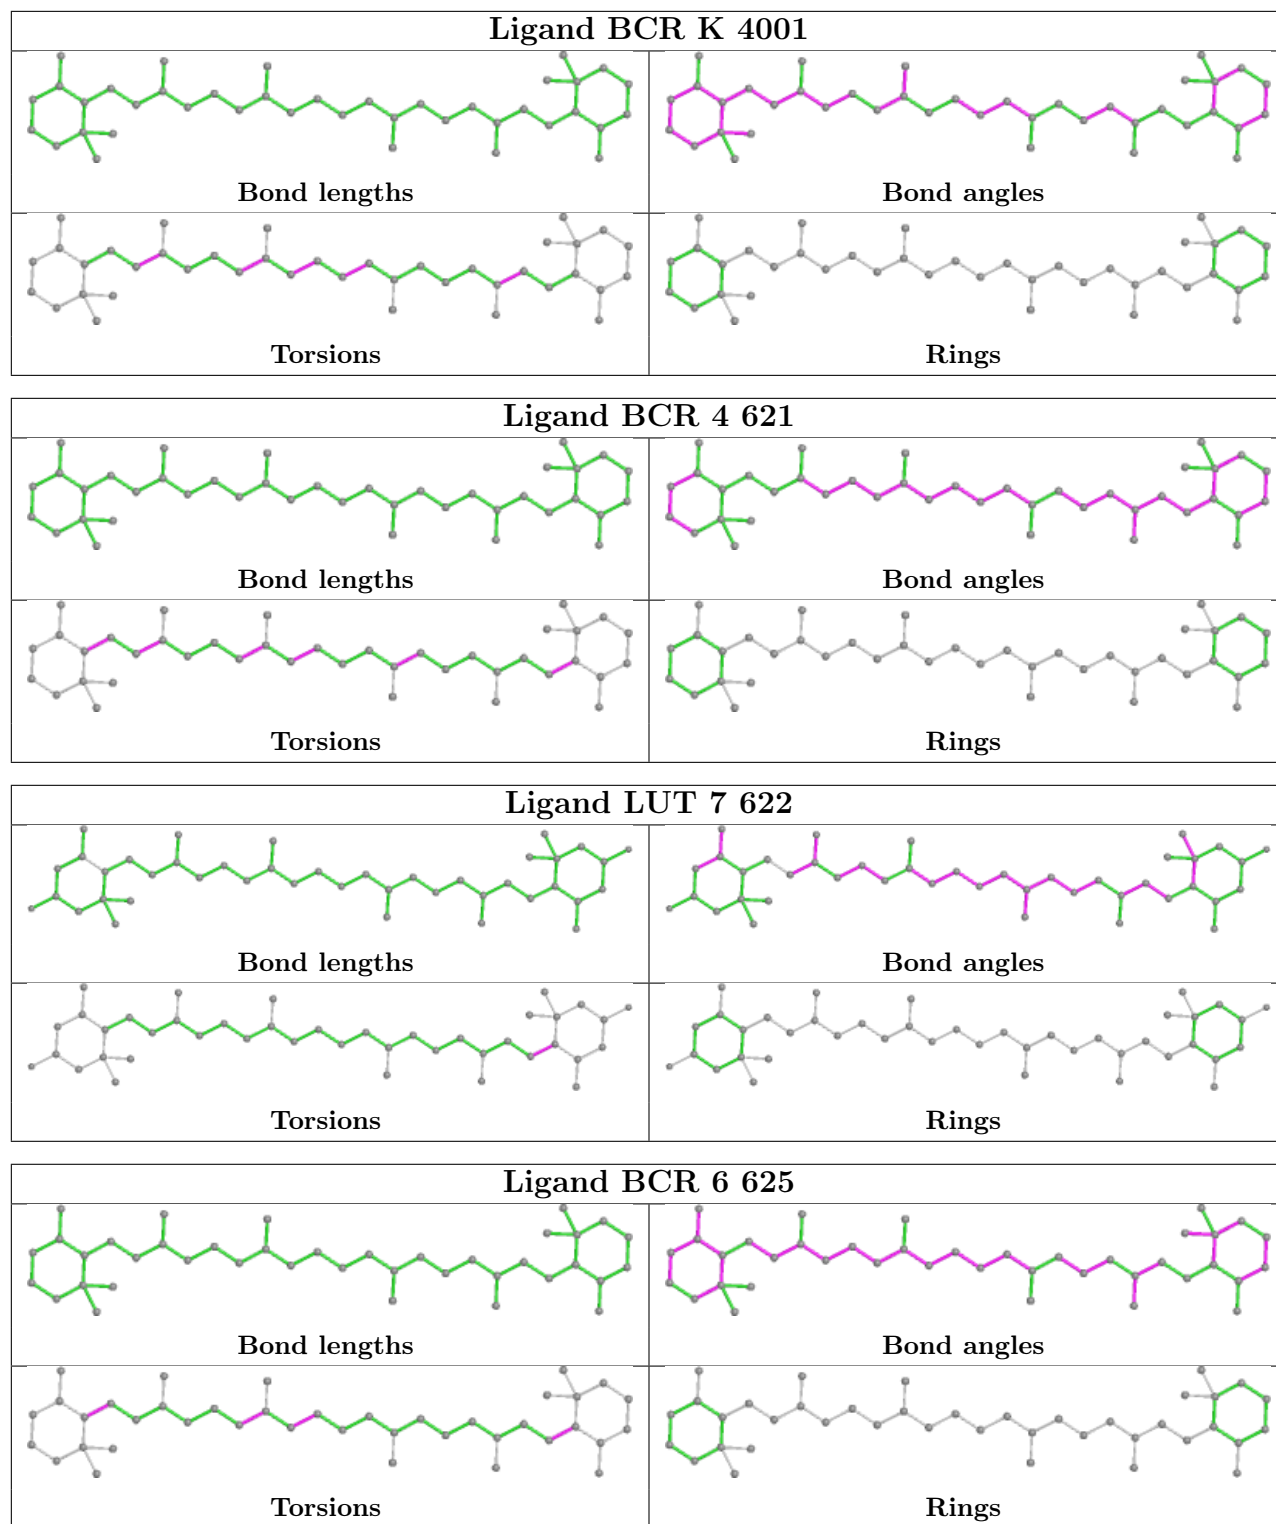 Ligand BCR K 4001
Bond lengths
Bond angles
Torsions
Rings
Ligand BCR 4 621
Bond lengths
Bond angles
Torsions
Rings
Ligand LUT 7 622
Bond lengths
Bond angles
Torsions
Rings
Ligand BCR 6 625
Bond lengths
Bond angles
Torsions
Rings